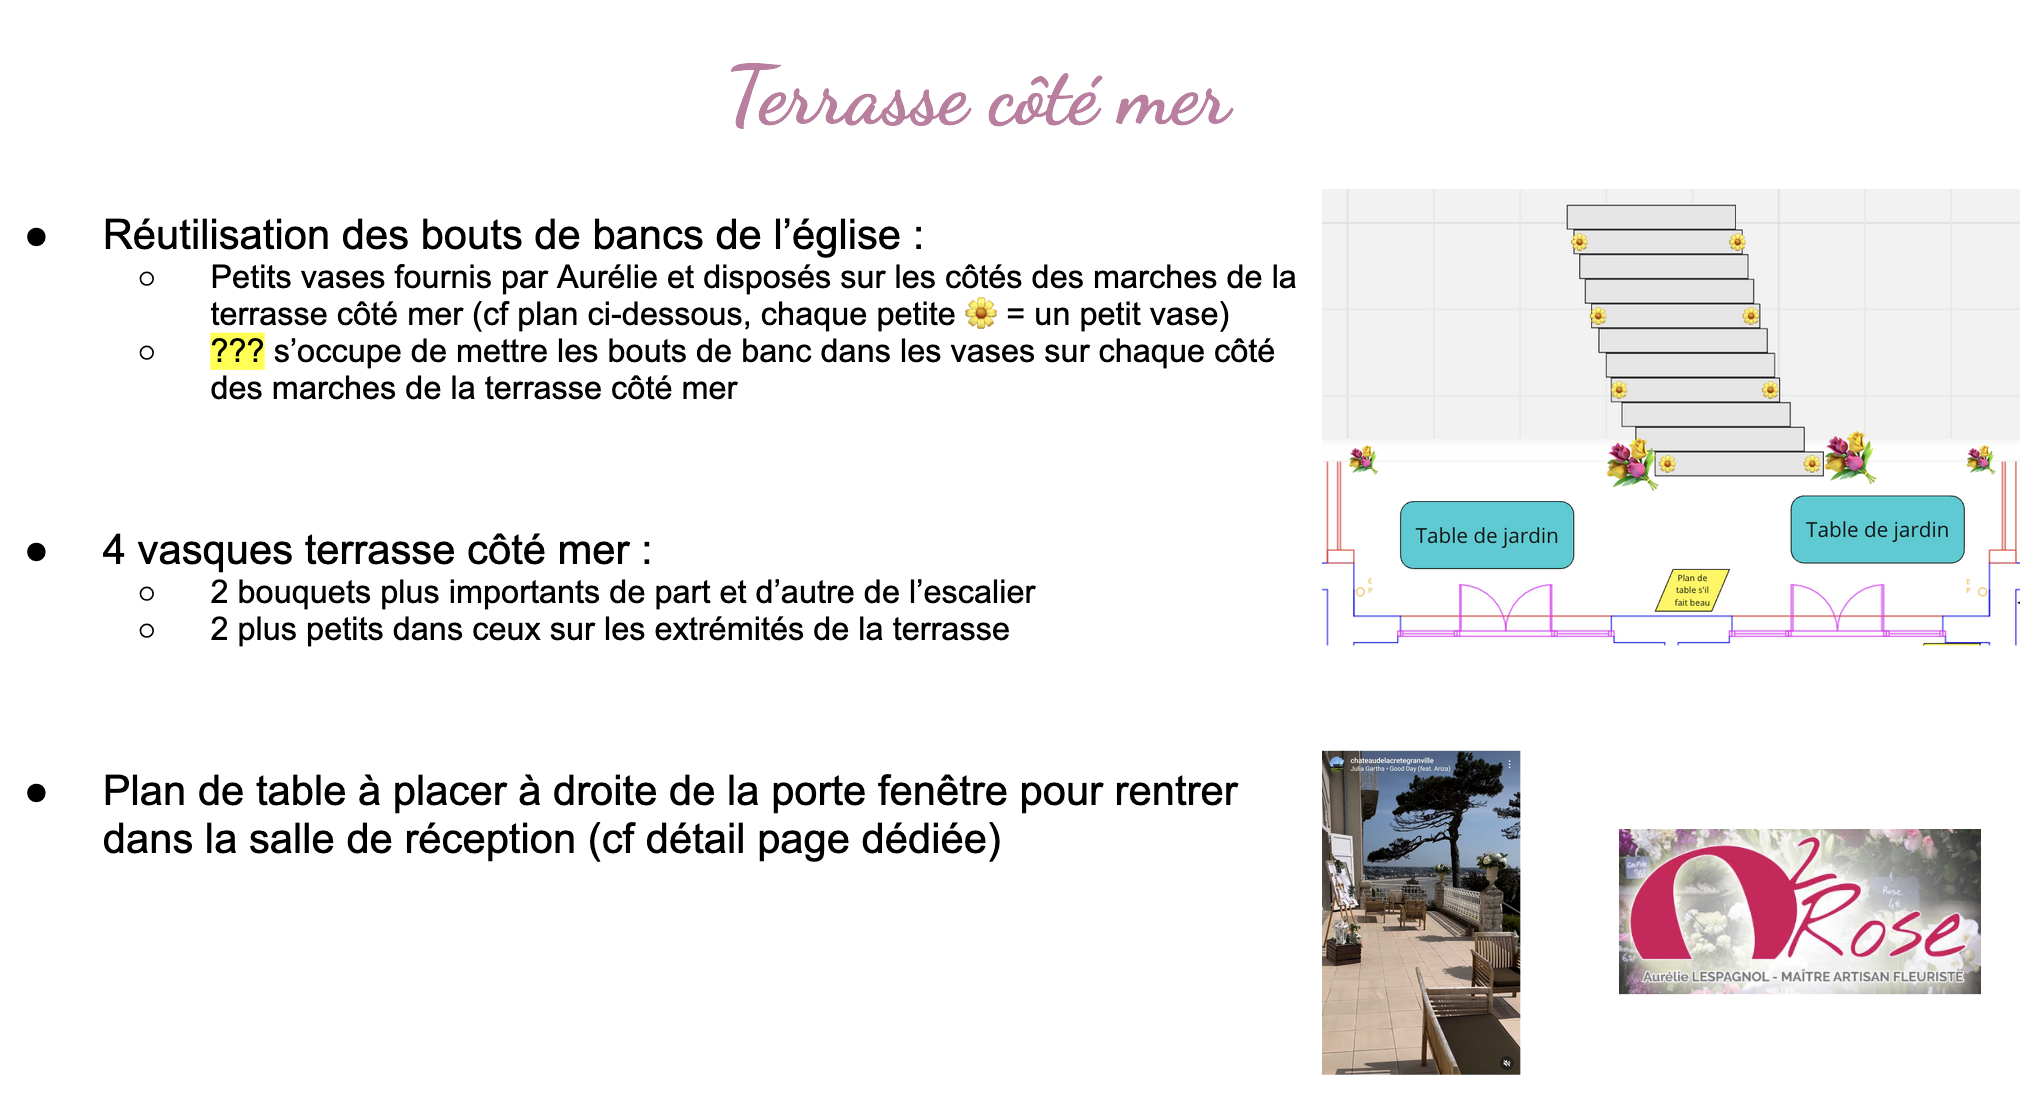 Terrasse côté mer
● Réutilisation des bouts de bancs de l’église :
○ Petits vases fournis par Aurélie et disposés sur les côtés des marches de la
terrasse côté mer (cf plan ci-dessous, chaque petite 🌼 = un petit vase)
○ ??? s’occupe de mettre les bouts de banc dans les vases sur chaque côté
des marches de la terrasse côté mer
● 4 vasques terrasse côté mer :
○ 2 bouquets plus importants de part et d’autre de l’escalier
○ 2 plus petits dans ceux sur les extrémités de la terrasse
● Plan de table à placer à droite de la porte fenêtre pour rentrer
dans la salle de réception (cf détail page dédiée)
Table de jardin
Table de jardin
Plan de
table s'il
fait beau
E
P
E
P
chateaudelacretegranville
Julia Gartha • Good Day (feat. Ariza)
O2
Rose
Rose
Aurélie LESPAGNOL - MAÎTRE ARTISAN FLEURISTE